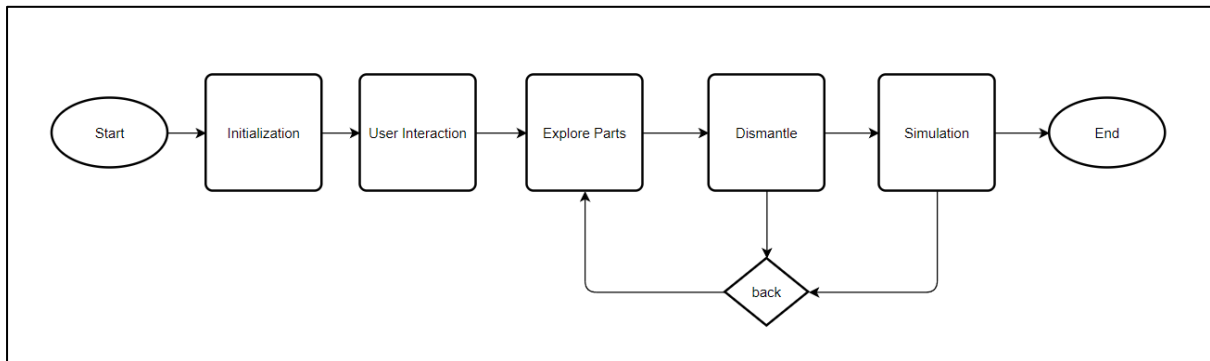 Start
Initialization
User Interaction
Explore Parts
Dismantle
Simulation
End
back